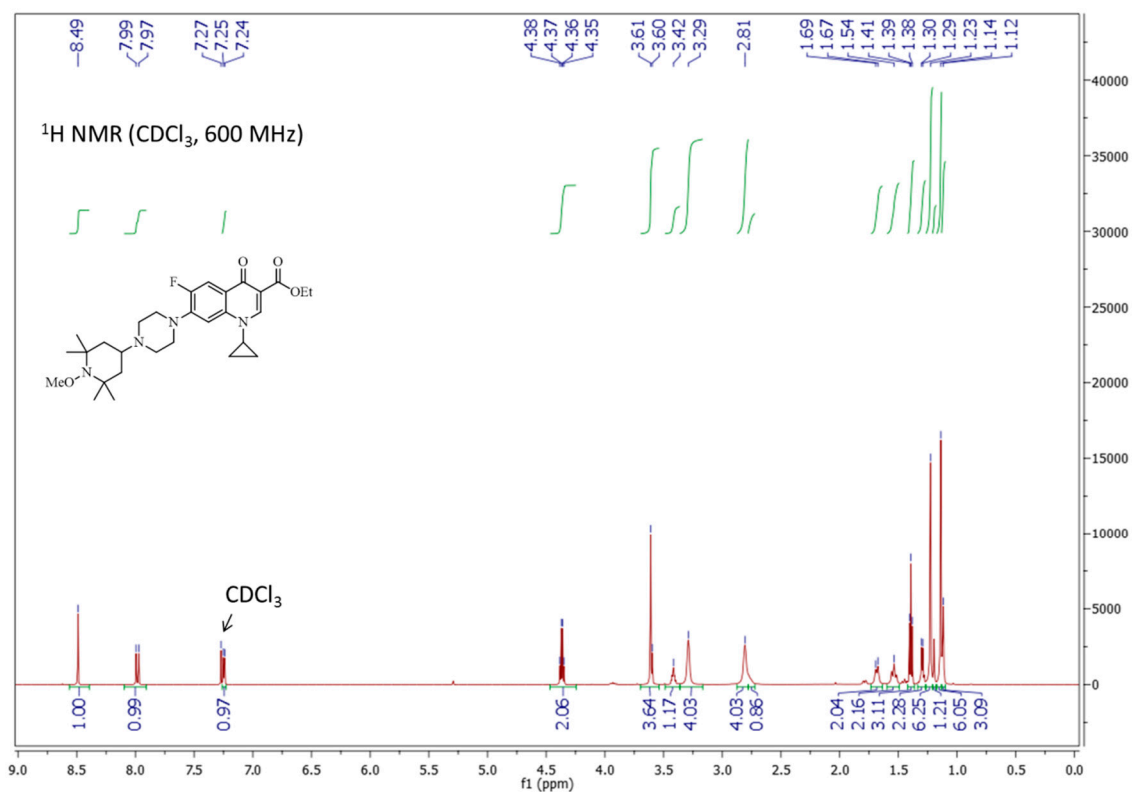 8.49 7.99 7.97 7.27 7.25 7.24 4.38 4.37 4.36 4.35 3.61 3.60 3.42 3.29 2.81 1.69 1.67 1.54 1.41 1.39 1.38 1.30 1.29 1.23 1.14 1.12
40000
¹H NMR (CDCl₃, 600 MHz)
35000
30000
O O
F OEt
25000
N N
N
N
MeO
20000
15000
10000
CDCl₃
5000
0
1.00 0.99 0.97 2.06 3.64 1.17 4.03 4.03 0.86 2.04 2.16 3.11 2.28 6.25 1.21 6.05 3.09
9.0 8.5 8.0 7.5 7.0 6.5 6.0 5.5 5.0 4.5 4.0 3.5 3.0 2.5 2.0 1.5 1.0 0.5 0.0
f1 (ppm)